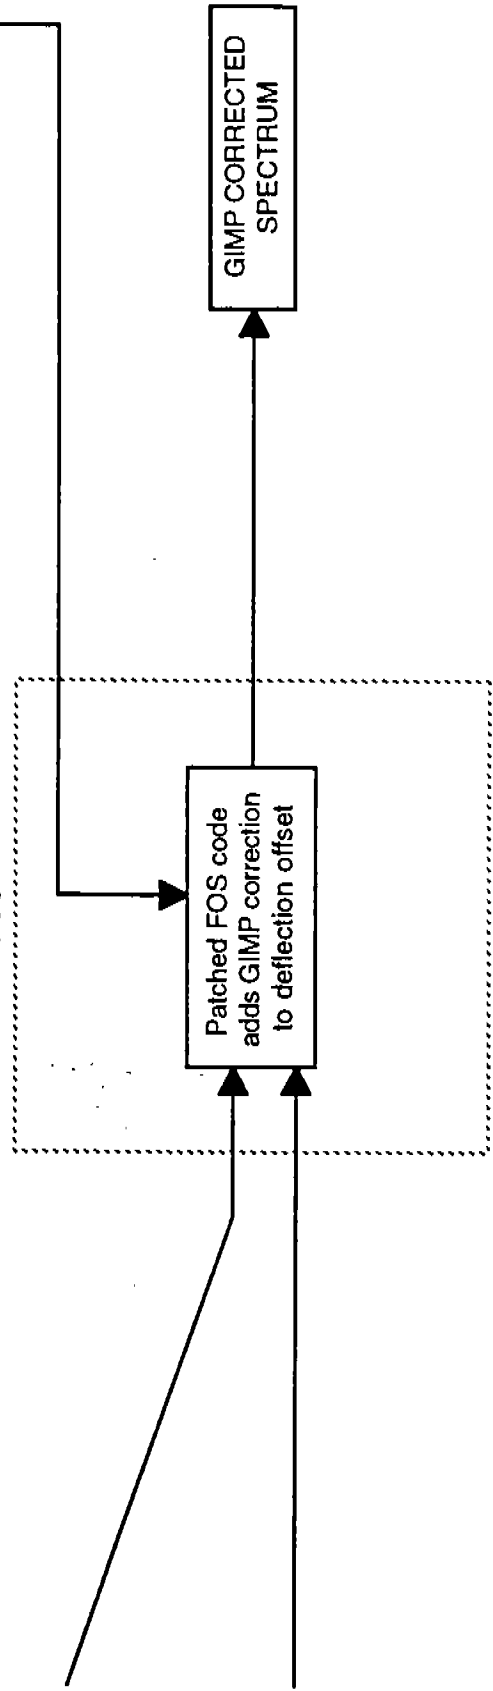 Patched FOS code
adds GIMP correction
to deflection offset
GIMP CORRECTED
SPECTRUM